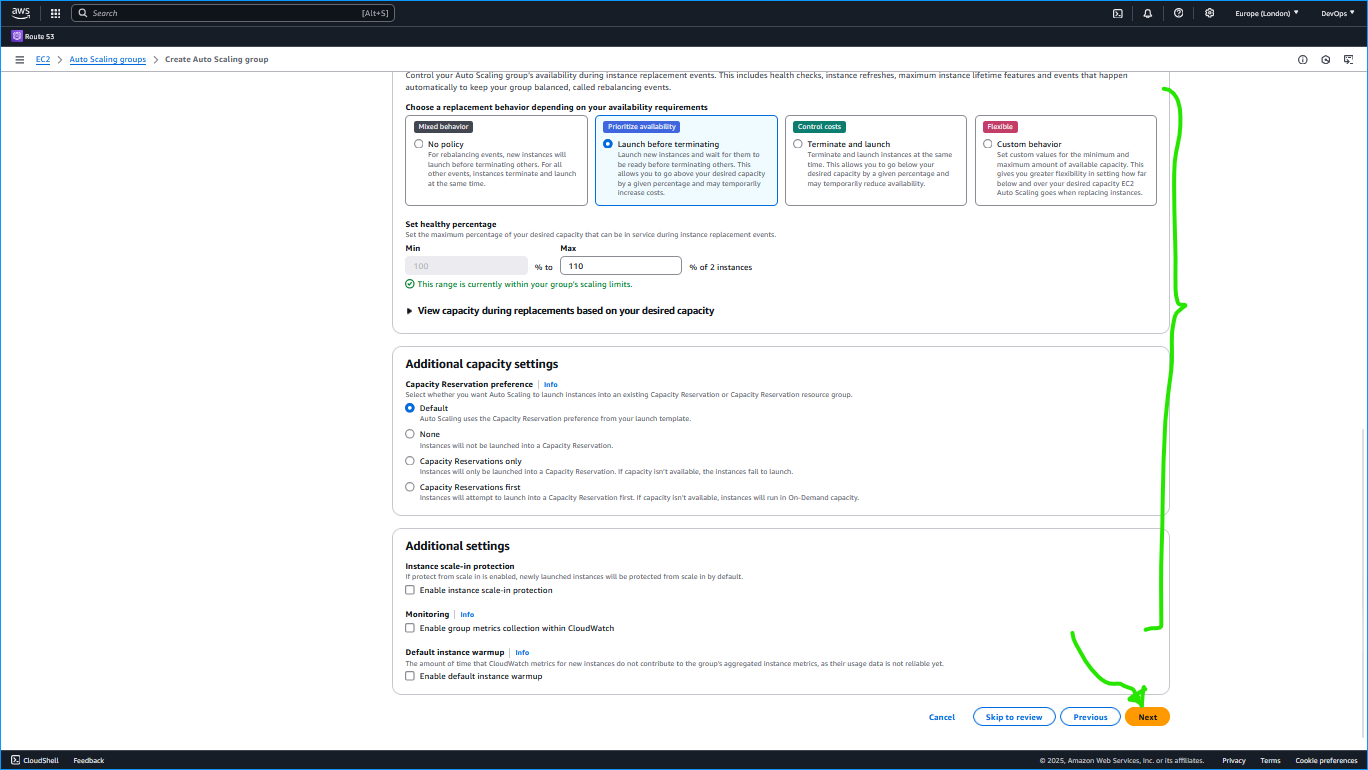 aws
Search [Alt+S]
Europe (London) DevOps
Route 53
EC2 Auto Scaling groups Create Auto Scaling group
Control your Auto Scaling group's availability during instance replacement events. This includes health checks, instance refreshes, maximum instance lifetime features and events that happen
automatically to keep your group balanced, called rebalancing events.
Choose a replacement behavior depending on your availability requirements
Mixed behavior
No policy
For rebalancing events, new instances will
launch before terminating others. For all
other events, instances terminate and launch
at the same time.
Prioritize availability
Launch before terminating
Launch new instances and wait for them to
be ready before terminating others. This
allows you to go above your desired capacity
by a given percentage and may temporarily
increase costs.
Control costs
Terminate and launch
Terminate and launch instances at the same
time. This allows you to go below your
desired capacity by a given percentage and
may temporarily reduce availability.
Flexible
Custom behavior
Set custom values for the minimum and
maximum amount of available capacity. This
gives you greater flexibility in setting how far
below and over your desired capacity EC2
Auto Scaling goes when replacing instances.
Set healthy percentage
Set the maximum percentage of your desired capacity that can be in service during instance replacement events.
Min Max
100 % to 110 % of 2 instances
This range is currently within your group's scaling limits.
View capacity during replacements based on your desired capacity
Additional capacity settings
Capacity Reservation preference Info
Select whether you want Auto Scaling to launch instances into an existing Capacity Reservation or Capacity Reservation resource group.
Default
Auto Scaling uses the Capacity Reservation preference from your launch template.
None
Instances will not be launched into a Capacity Reservation.
Capacity Reservations only
Instances will only be launched into a Capacity Reservation. If capacity isn't available, the instances fail to launch.
Capacity Reservations first
Instances will attempt to launch into a Capacity Reservation first. If capacity isn't available, instances will run in On-Demand capacity.
Additional settings
Instance scale-in protection
If protect from scale in is enabled, newly launched instances will be protected from scale in by default.
Enable instance scale-in protection
Monitoring Info
Enable group metrics collection within CloudWatch
Default instance warmup Info
The amount of time that CloudWatch metrics for new instances do not contribute to the group's aggregated instance metrics, as their usage data is not reliable yet.
Enable default instance warmup
Cancel Skip to review Previous Next
CloudShell Feedback © 2025, Amazon Web Services, Inc. or its affiliates. Privacy Terms Cookie preferences